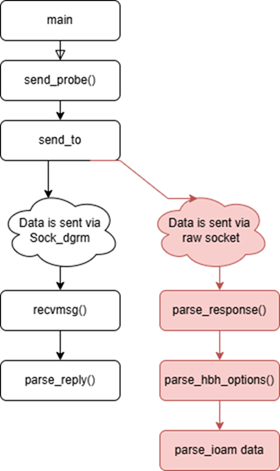 main
send_probe()
send_to
Data is sent via
Sock_dgrm
Data is sent via
raw socket
recvmsg()
parse_response()
parse_reply()
parse_hbh_options()
parse_ioam data